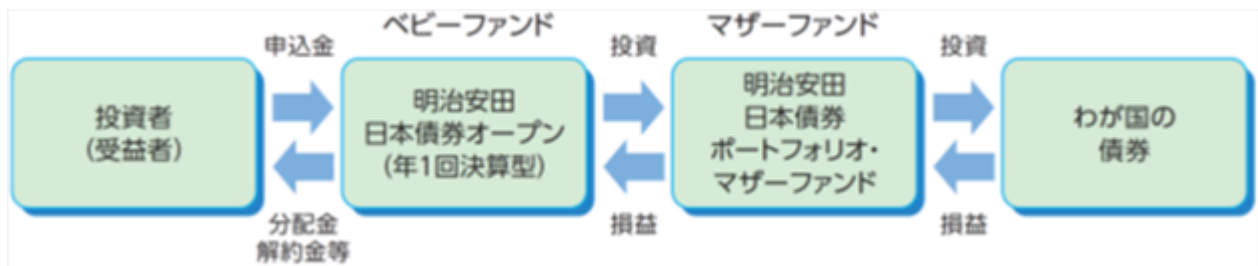 ベビーファンド
マザーファンド
申込金
投資
投資
投資者
(受益者)
明治安田
日本債券オープン
(年1回決算型)
明治安田
日本債券
ポートフォリオ・
マザーファンド
わが国の
債券
分配金
解約金等
損益
損益